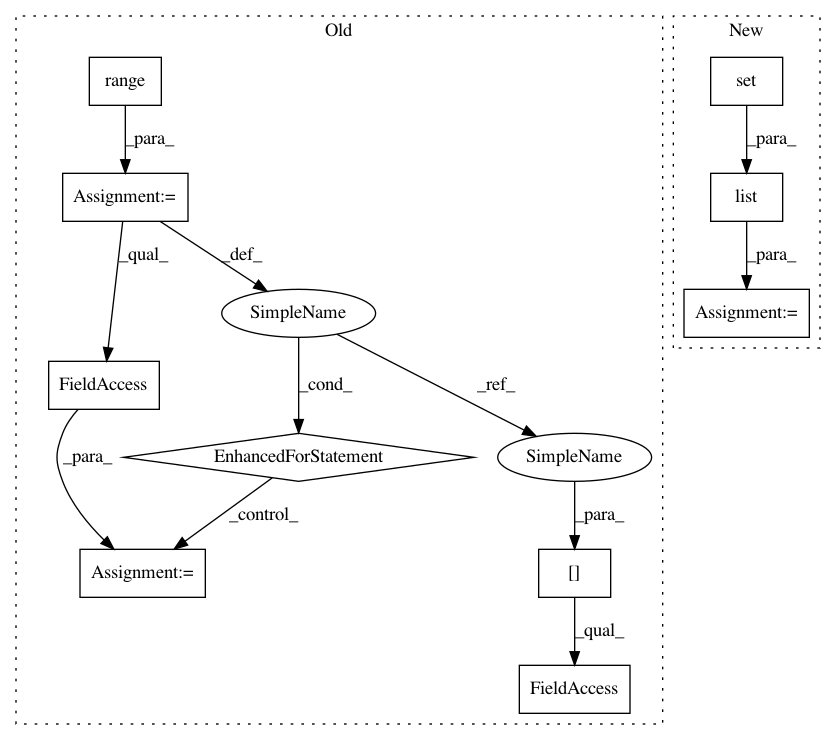 Old
New
range
set
_para_
_para_
Assignment:=
list
_qual_
_def_
_para_
SimpleName
Assignment:=
FieldAccess
_cond_
_ref_
_para_
EnhancedForStatement
SimpleName
_control_
_para_
Assignment:=
[]
_qual_
FieldAccess